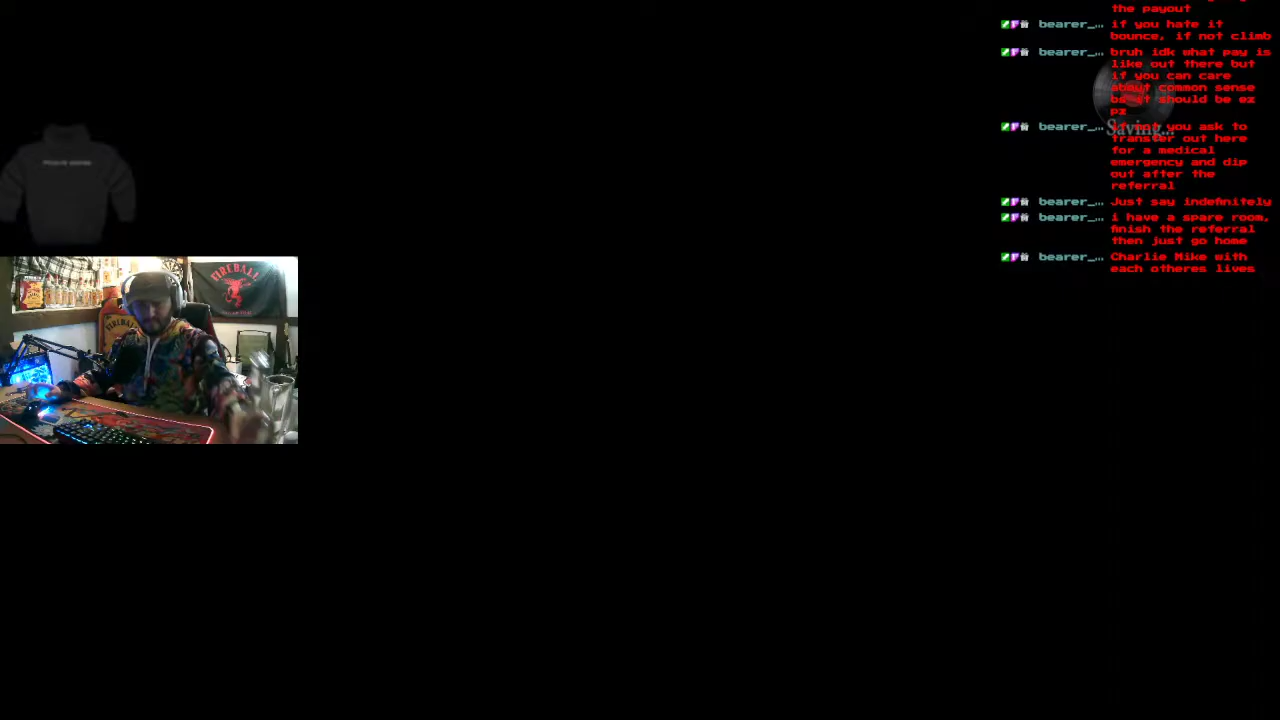 the payout
bearer_... if you hate it
bounce, if not climb
bearer_... bruh idk what pay is
like out there but
if you can care
about common sense
bs it should be ez
pz
bearer_... you ask to
transfer out here
for a medical
emergency and dip
out after the
referral
Saving...
bearer_... Just say indefinitely
bearer_... i have a spare room,
finish the referral
then just go home
bearer_... Charlie Mike with
each otheres lives
FIREBALL